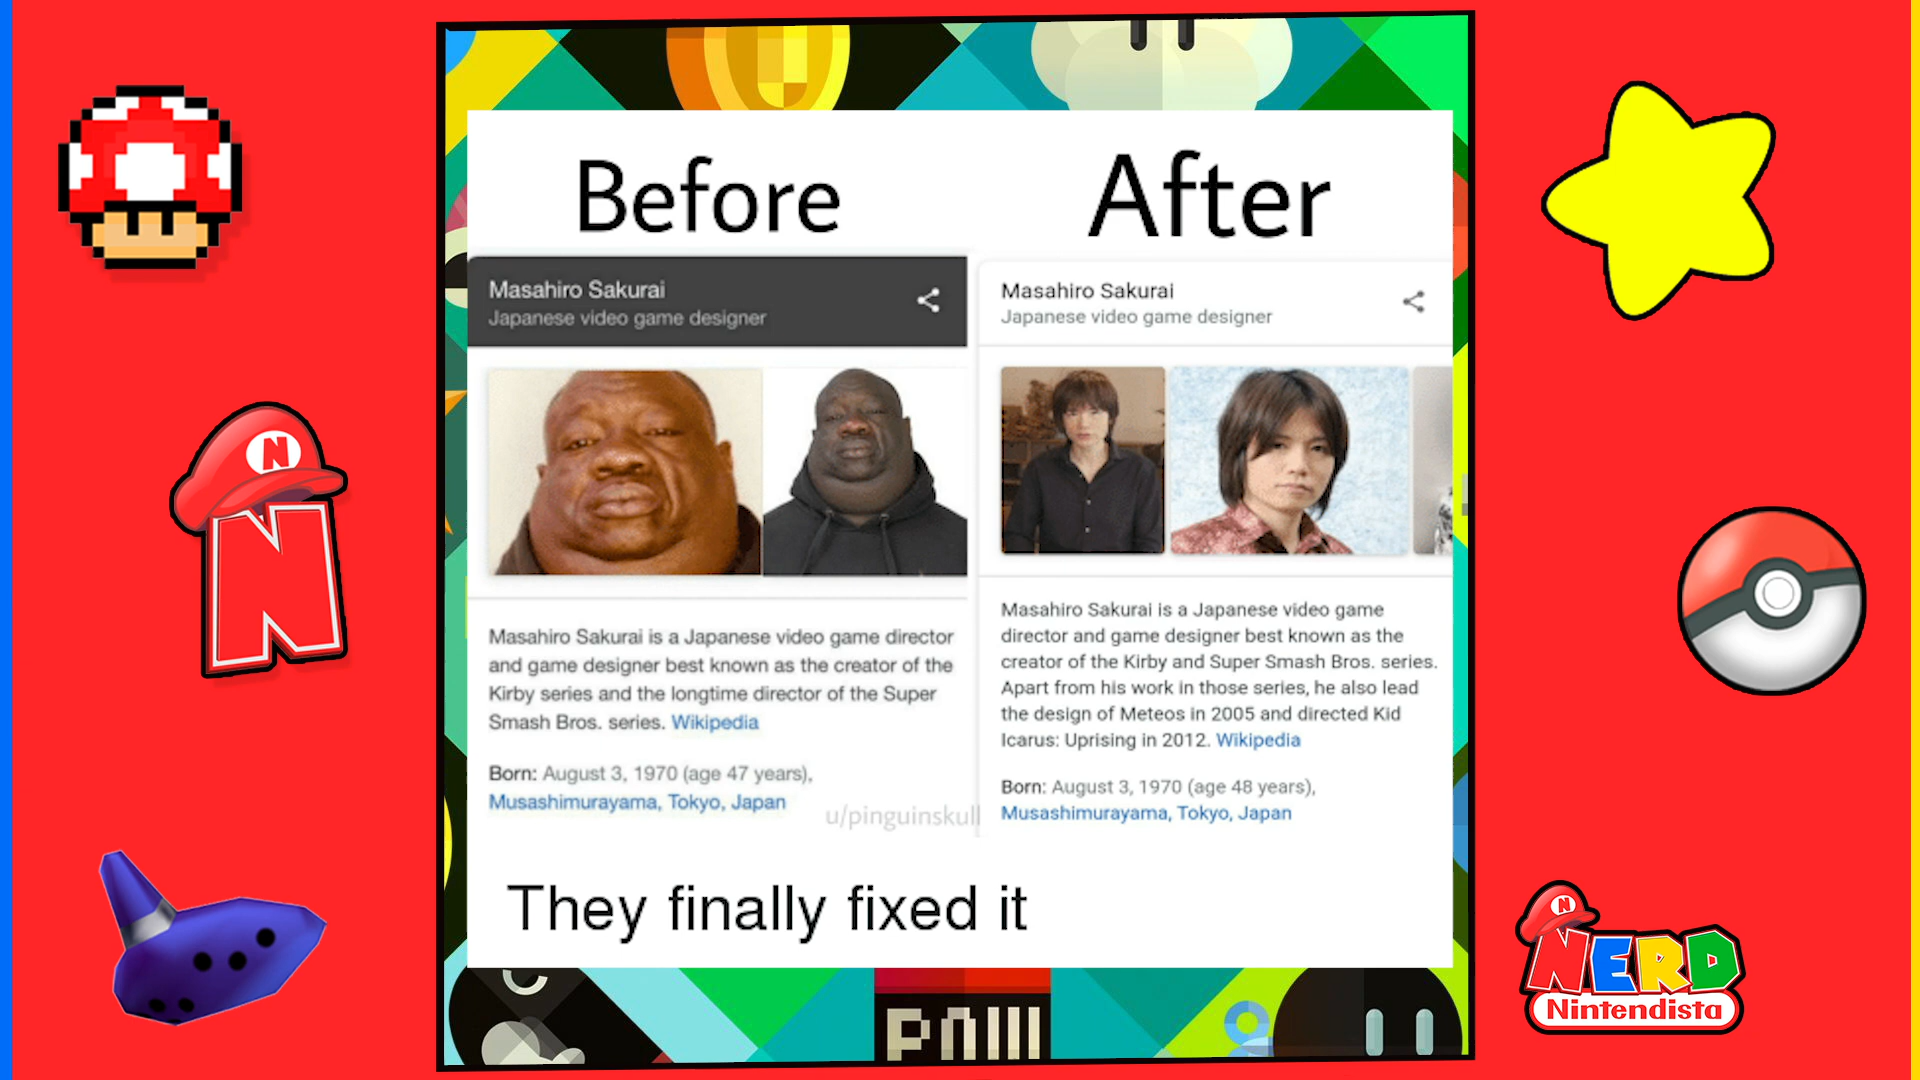 Before
After
Masahiro Sakurai
Japanese video game designer
Masahiro Sakurai is a Japanese video game director
and game designer best known as the creator of the
Kirby series and the longtime director of the Super
Smash Bros. series. Wikipedia
Born: August 3, 1970 (age 47 years),
Musashimurayama, Tokyo, Japan
u/pinguinskull
Masahiro Sakurai
Japanese video game designer
Masahiro Sakurai is a Japanese video game
director and game designer best known as the
creator of the Kirby and Super Smash Bros. series.
Apart from his work in those series, he also lead
the design of Meteos in 2005 and directed Kid
Icarus: Uprising in 2012. Wikipedia
Born: August 3, 1970 (age 48 years),
Musashimurayama, Tokyo, Japan
They finally fixed it
N
N
N
NERD
Nintendista